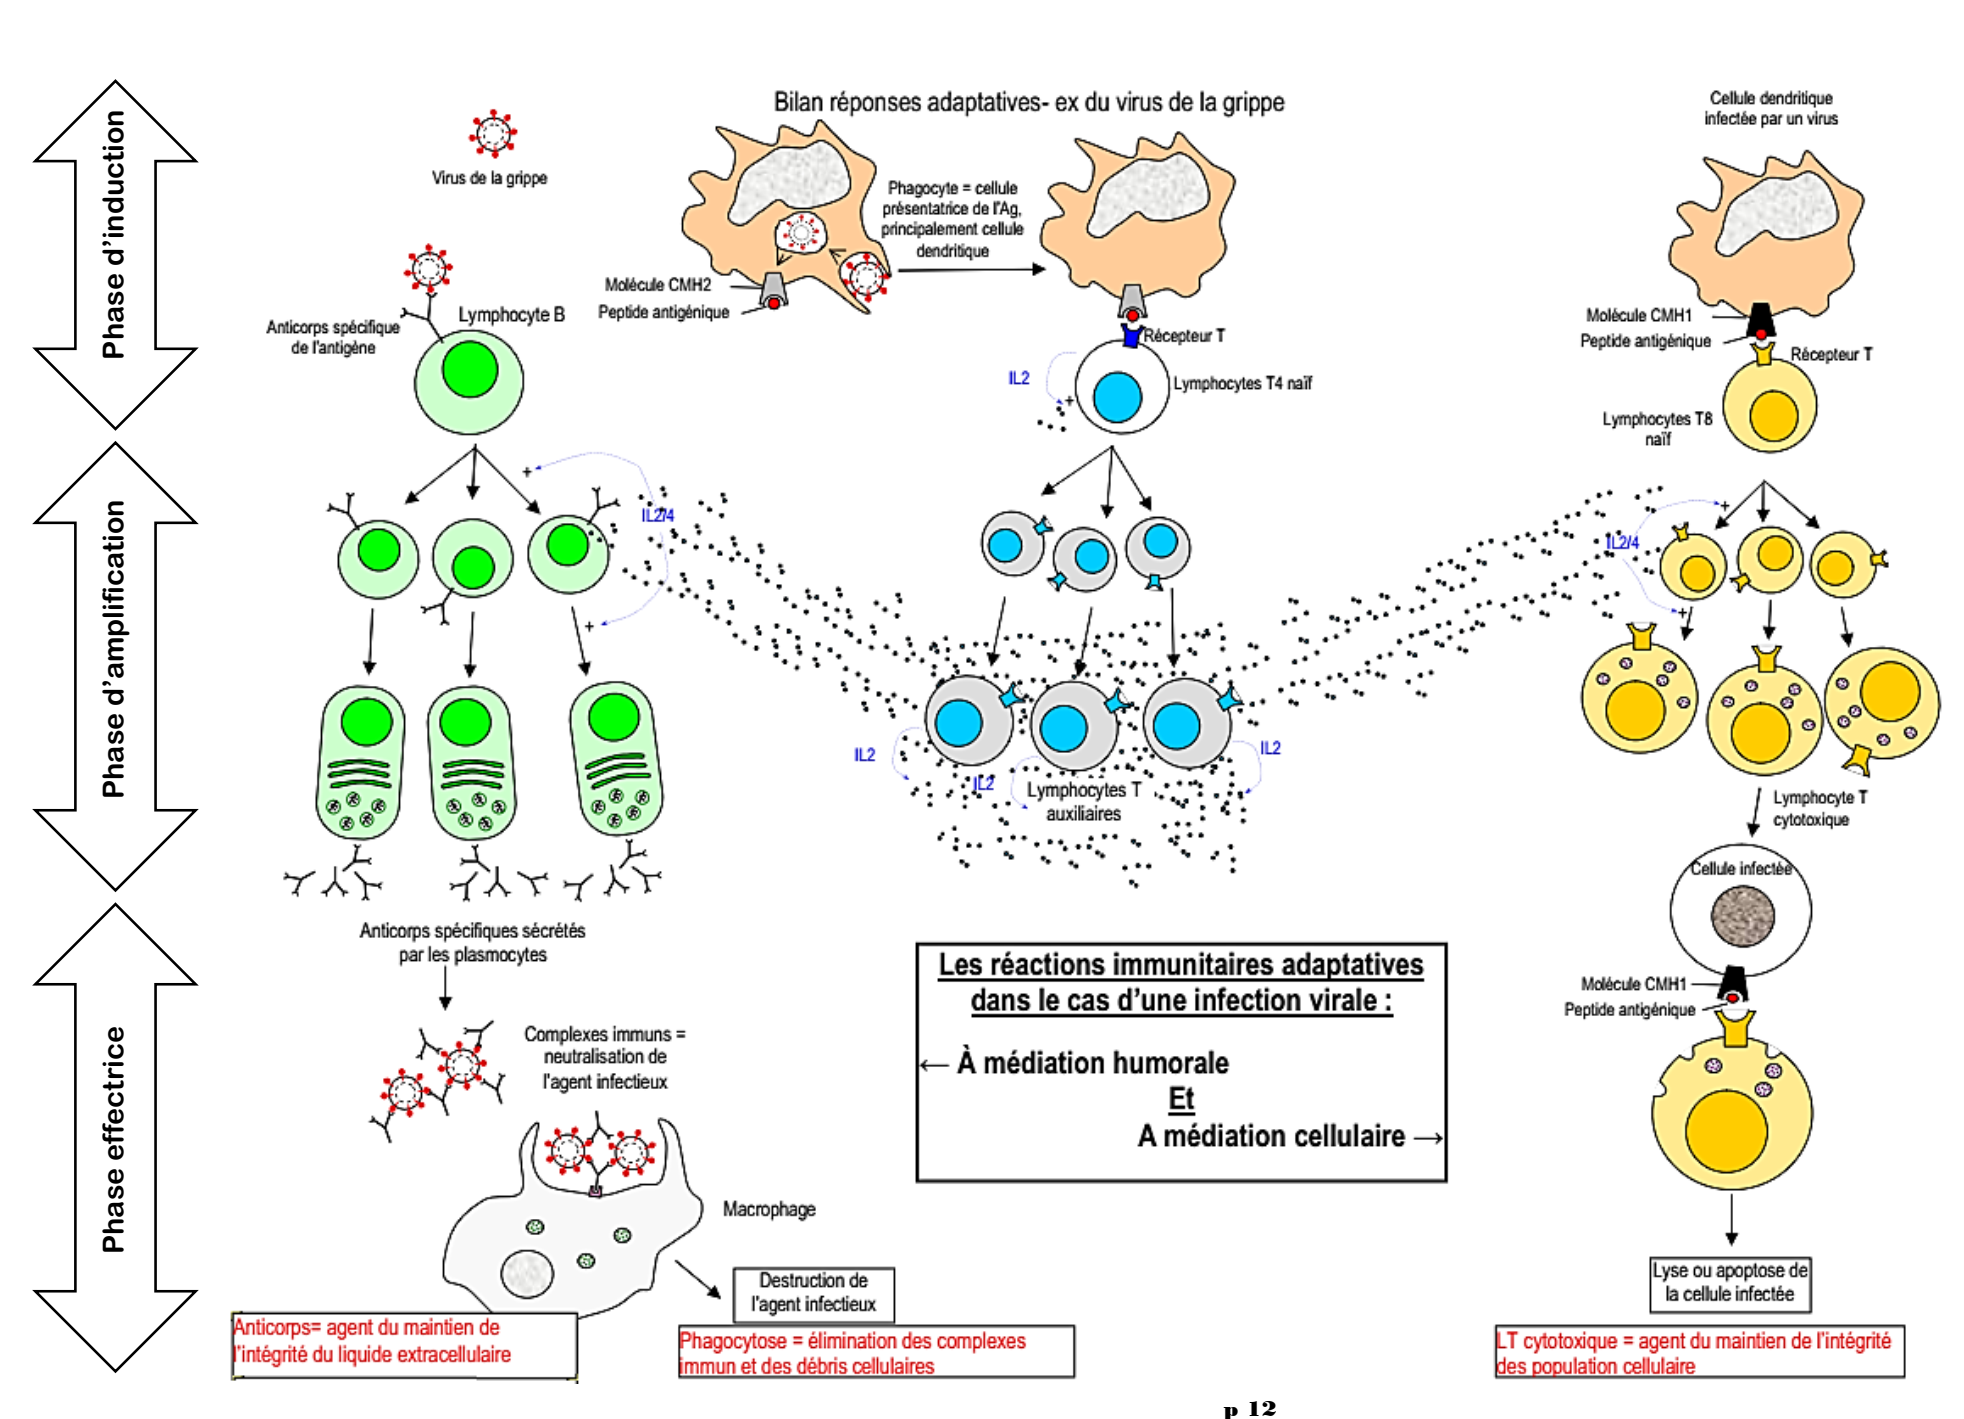 Bilan réponses adaptatives- ex du virus de la grippe
Phase d'induction
Virus de la grippe
Anticorps spécifique
de l'antigène
Lymphocyte B
Phagocyte = cellule
présentatrice de l'Ag,
principalement cellule
dendritique
Molécule CMH2
Peptide antigénique
Récepteur T
IL2
+
Lymphocytes T4 naïf
Cellule dendritique
infectée par un virus
Molécule CMH1
Peptide antigénique
Récepteur T
Lymphocytes T8
naïf
Phase d'amplification
+
IL2/4
+
IL2
IL2
IL2
Lymphocytes T
auxiliaires
+
IL2/4
+
Lymphocyte T
cytotoxique
Phase effectrice
Anticorps spécifiques sécrétés
par les plasmocytes
Complexes immuns =
neutralisation de
l'agent infectieux
Macrophage
Destruction de
l'agent infectieux
Anticorps= agent du maintien de
l'intégrité du liquide extracellulaire
Phagocytose = élimination des complexes
immun et des débris cellulaires
Les réactions immunitaires adaptatives
dans le cas d'une infection virale :
← À médiation humorale
Et
A médiation cellulaire →
Cellule infectée
Molécule CMH1
Peptide antigénique
Lyse ou apoptose de
la cellule infectée
LT cytotoxique = agent du maintien de l'intégrité
des population cellulaire
p 12